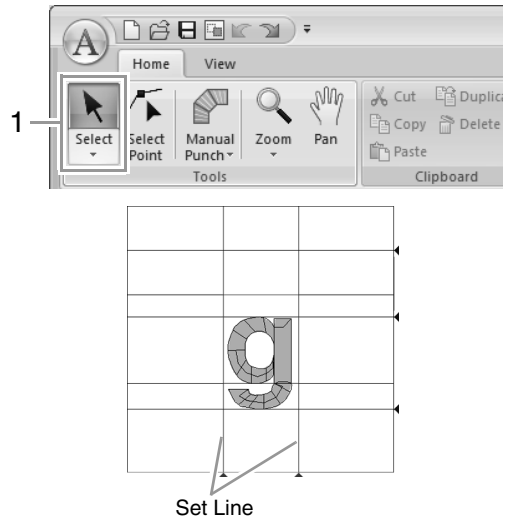 A
Home View
1
Select
Select Point
Manual Punch
Zoom
Pan
Cut Duplica
Copy Delete
Paste
Tools Clipboard
g
Set Line